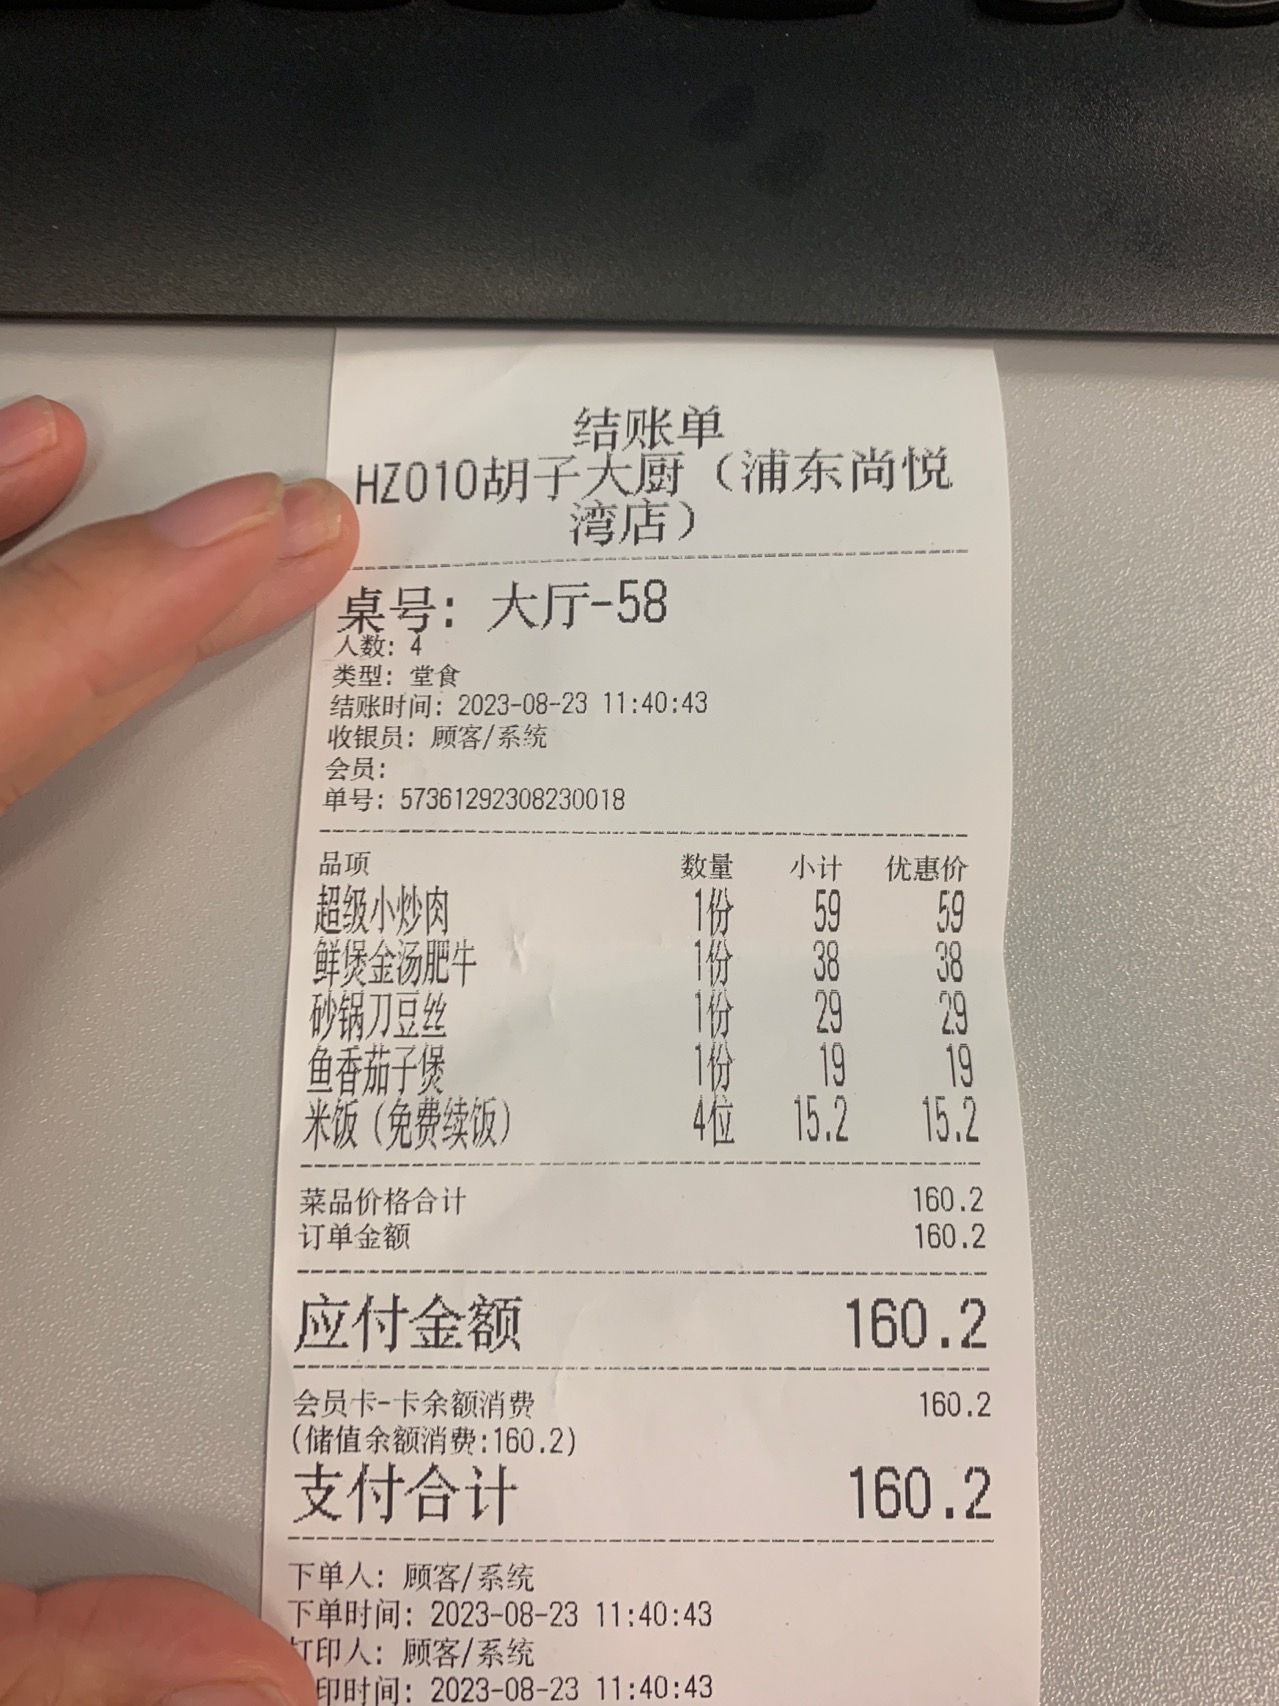 结账单
HZ010胡子大厨（浦东尚悦
湾店）
桌号：大厅-58
人数：4
类型：堂食
结账时间：2023-08-23 11:40:43
收银员：顾客/系统
会员：
单号：57361292308230018
品项 数量 小计 优惠价
超级小炒肉 1份 59 59
鲜煲金汤肥牛 1份 38 38
砂锅刀豆丝 1份 29 29
鱼香茄子煲 1份 19 19
米饭（免费续饭） 4位 15.2 15.2
菜品价格合计 160.2
订单金额 160.2
应付金额 160.2
会员卡-卡余额消费 160.2
(储值余额消费:160.2)
支付合计 160.2
下单人：顾客/系统
下单时间：2023-08-23 11:40:43
打印人：顾客/系统
印时间：2023-08-23 11:40:43